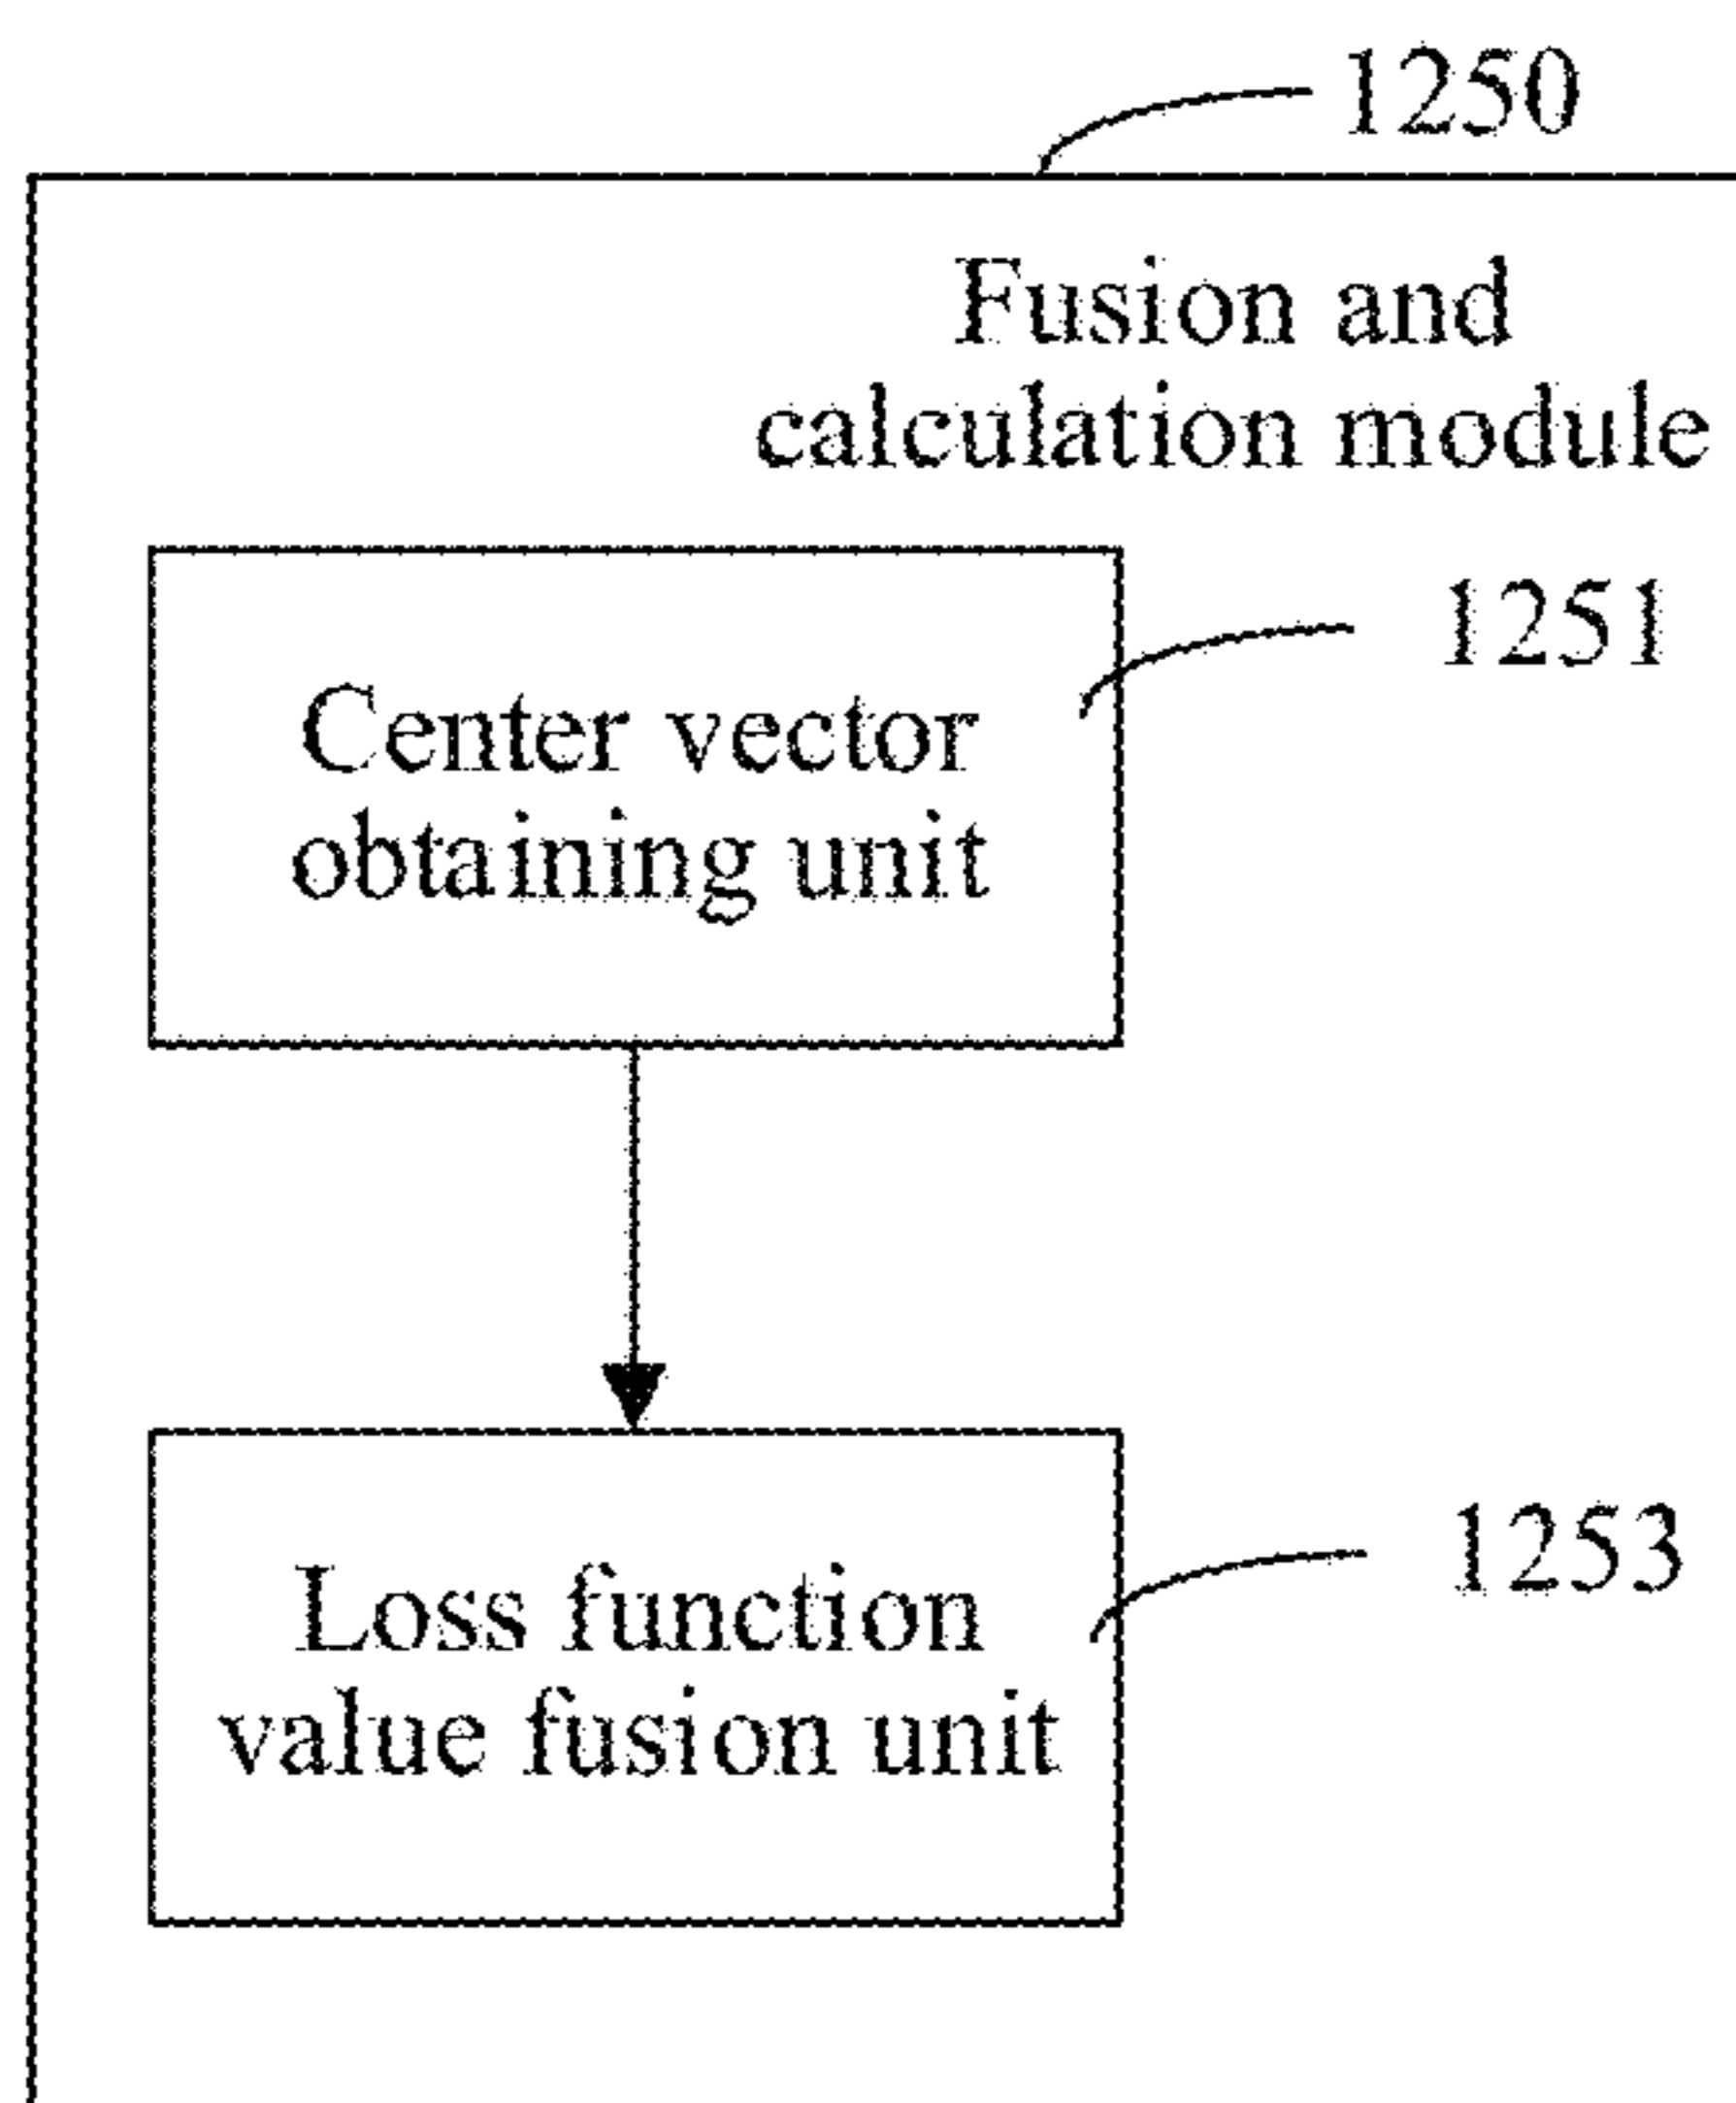 1250
Fusion and
calculation module
1251
Center vector
obtaining unit
1253
Loss function
value fusion unit